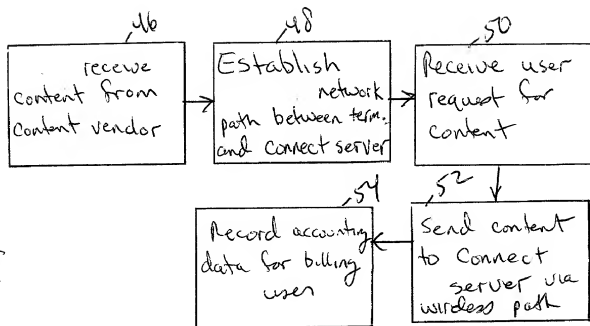 46
receive
content from
content vendor
48
Establish
network
path between term.
and Connect server
50
Receive user
request for
content
52
Send content
to Connect
server via
wireless path
54
Record accounting
data for billing
user